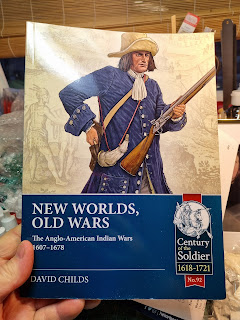 NEW WORLDS,
OLD WARS
The Anglo-American Indian Wars
1607–1678
DAVID CHILDS
Century
of the
Soldier
1618-1721
No.92